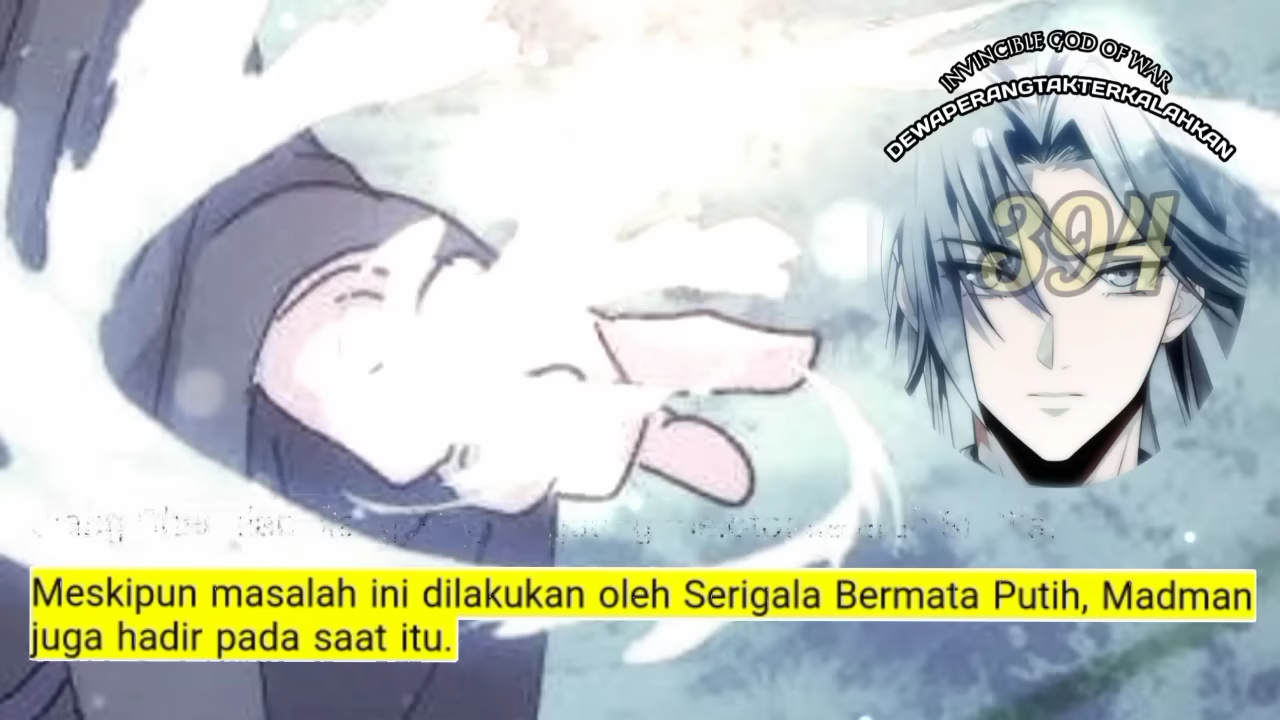 INVINCIBLE GOD OF WAR
DEWAPERANGTAKTERKALAHKAN
394
Meskipun masalah ini dilakukan oleh Serigala Bermata Putih, Madman
juga hadir pada saat itu.